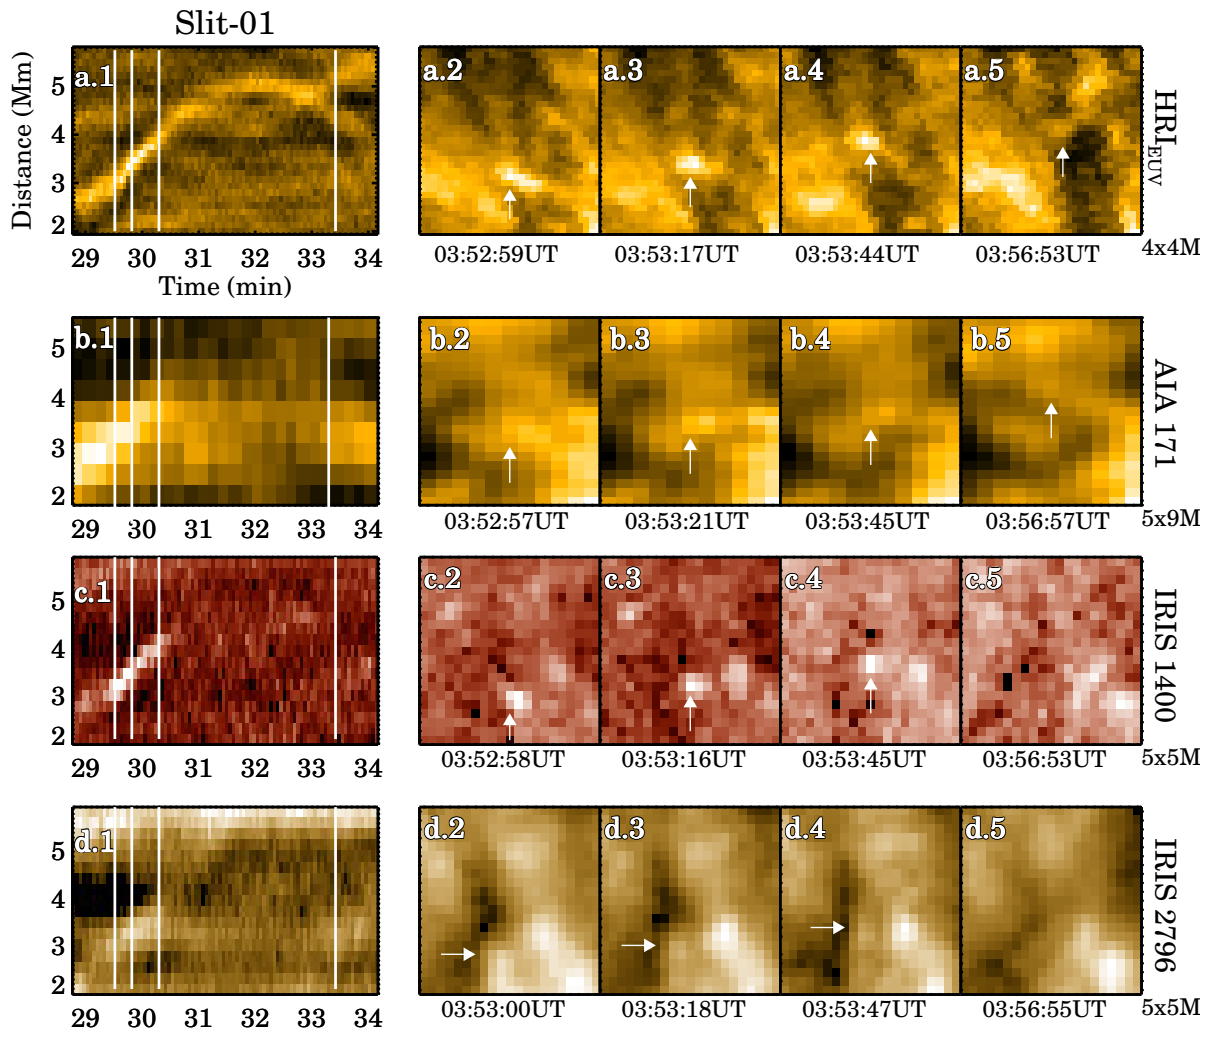 Slit-01
a.1
a.2
a.3
a.4
a.5
Distance (Mm)
5
4
3
2
29 30 31 32 33 34
Time (min)
03:52:59UT 03:53:17UT 03:53:44UT 03:56:53UT
HRI_EUV
4x4M
b.1
b.2
b.3
b.4
b.5
5
4
3
2
29 30 31 32 33 34
03:52:57UT 03:53:21UT 03:53:45UT 03:56:57UT
AIA 171
5x9M
c.1
c.2
c.3
c.4
c.5
5
4
3
2
29 30 31 32 33 34
03:52:58UT 03:53:16UT 03:53:45UT 03:56:53UT
IRIS 1400
5x5M
d.1
d.2
d.3
d.4
d.5
5
4
3
2
29 30 31 32 33 34
03:53:00UT 03:53:18UT 03:53:47UT 03:56:55UT
IRIS 2796
5x5M